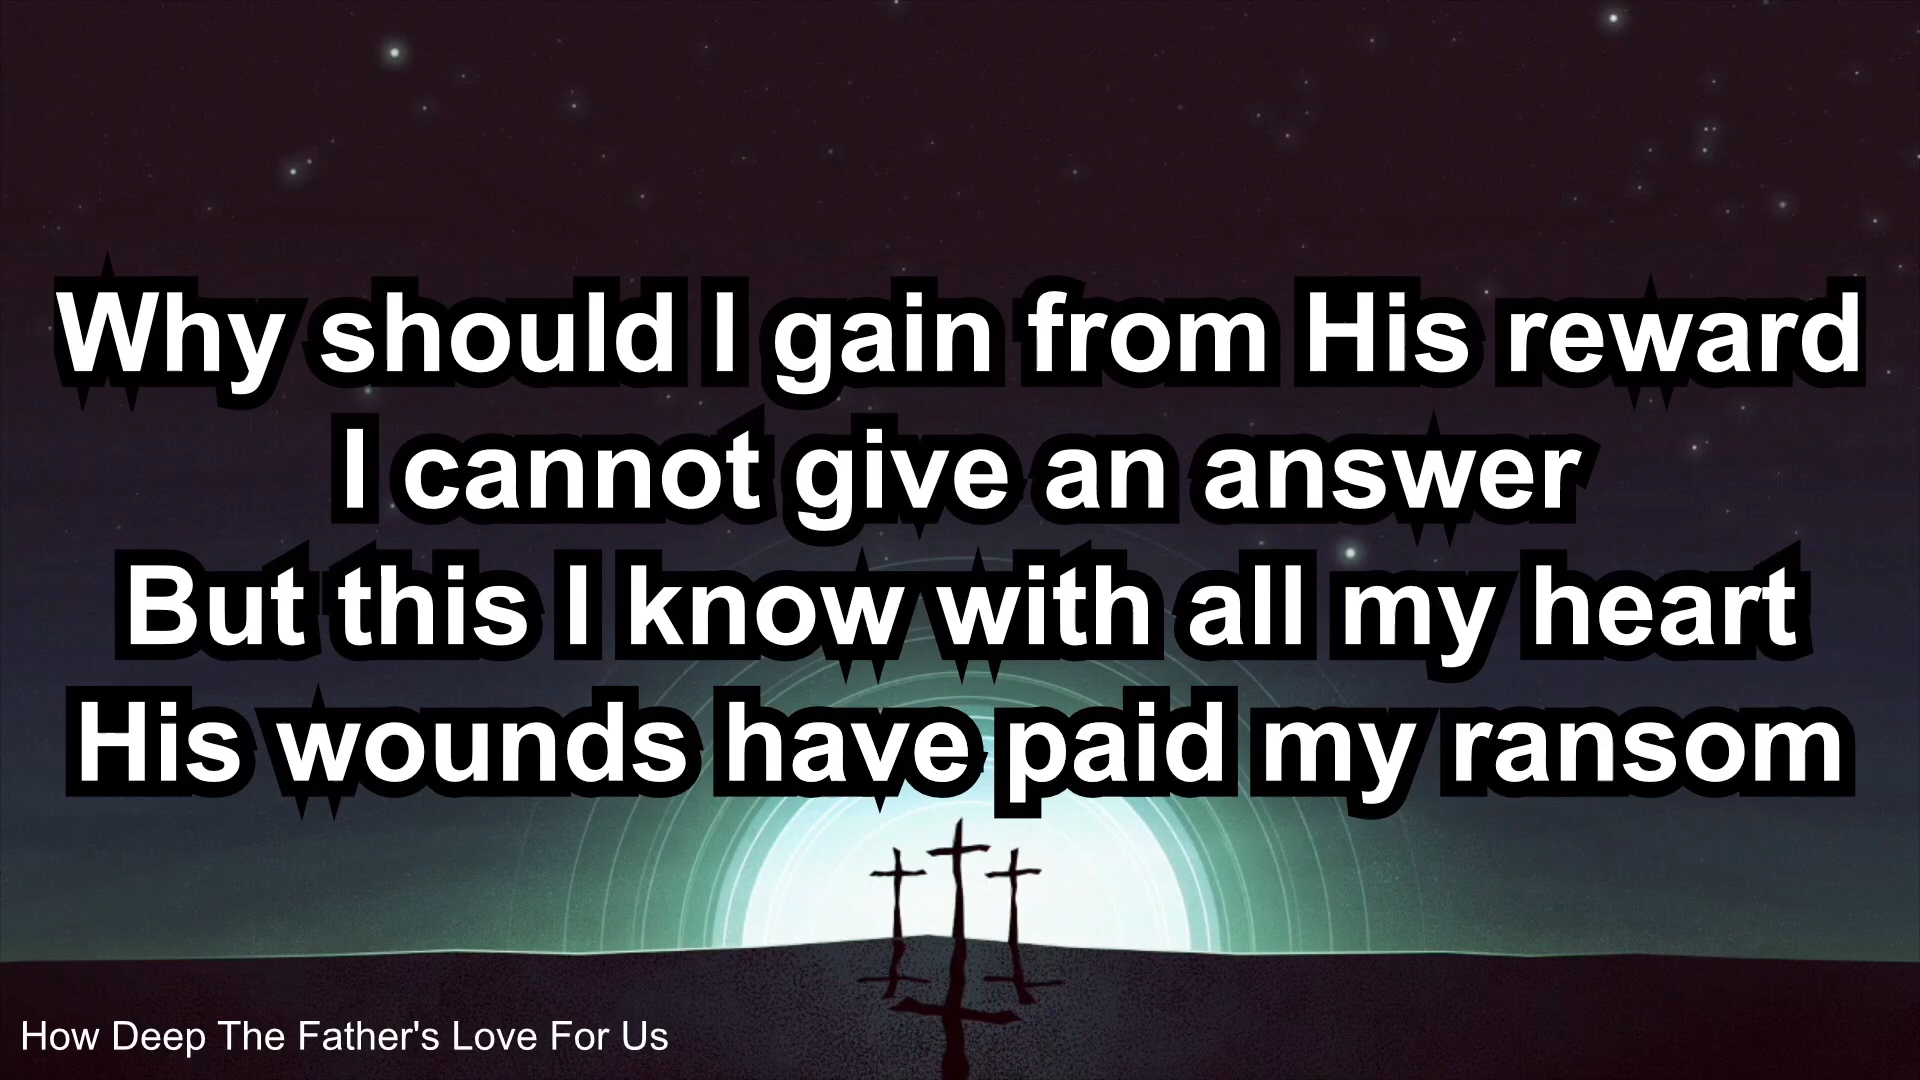 Why should I gain from His reward
I cannot give an answer
But this I know with all my heart
His wounds have paid my ransom
How Deep The Father's Love For Us